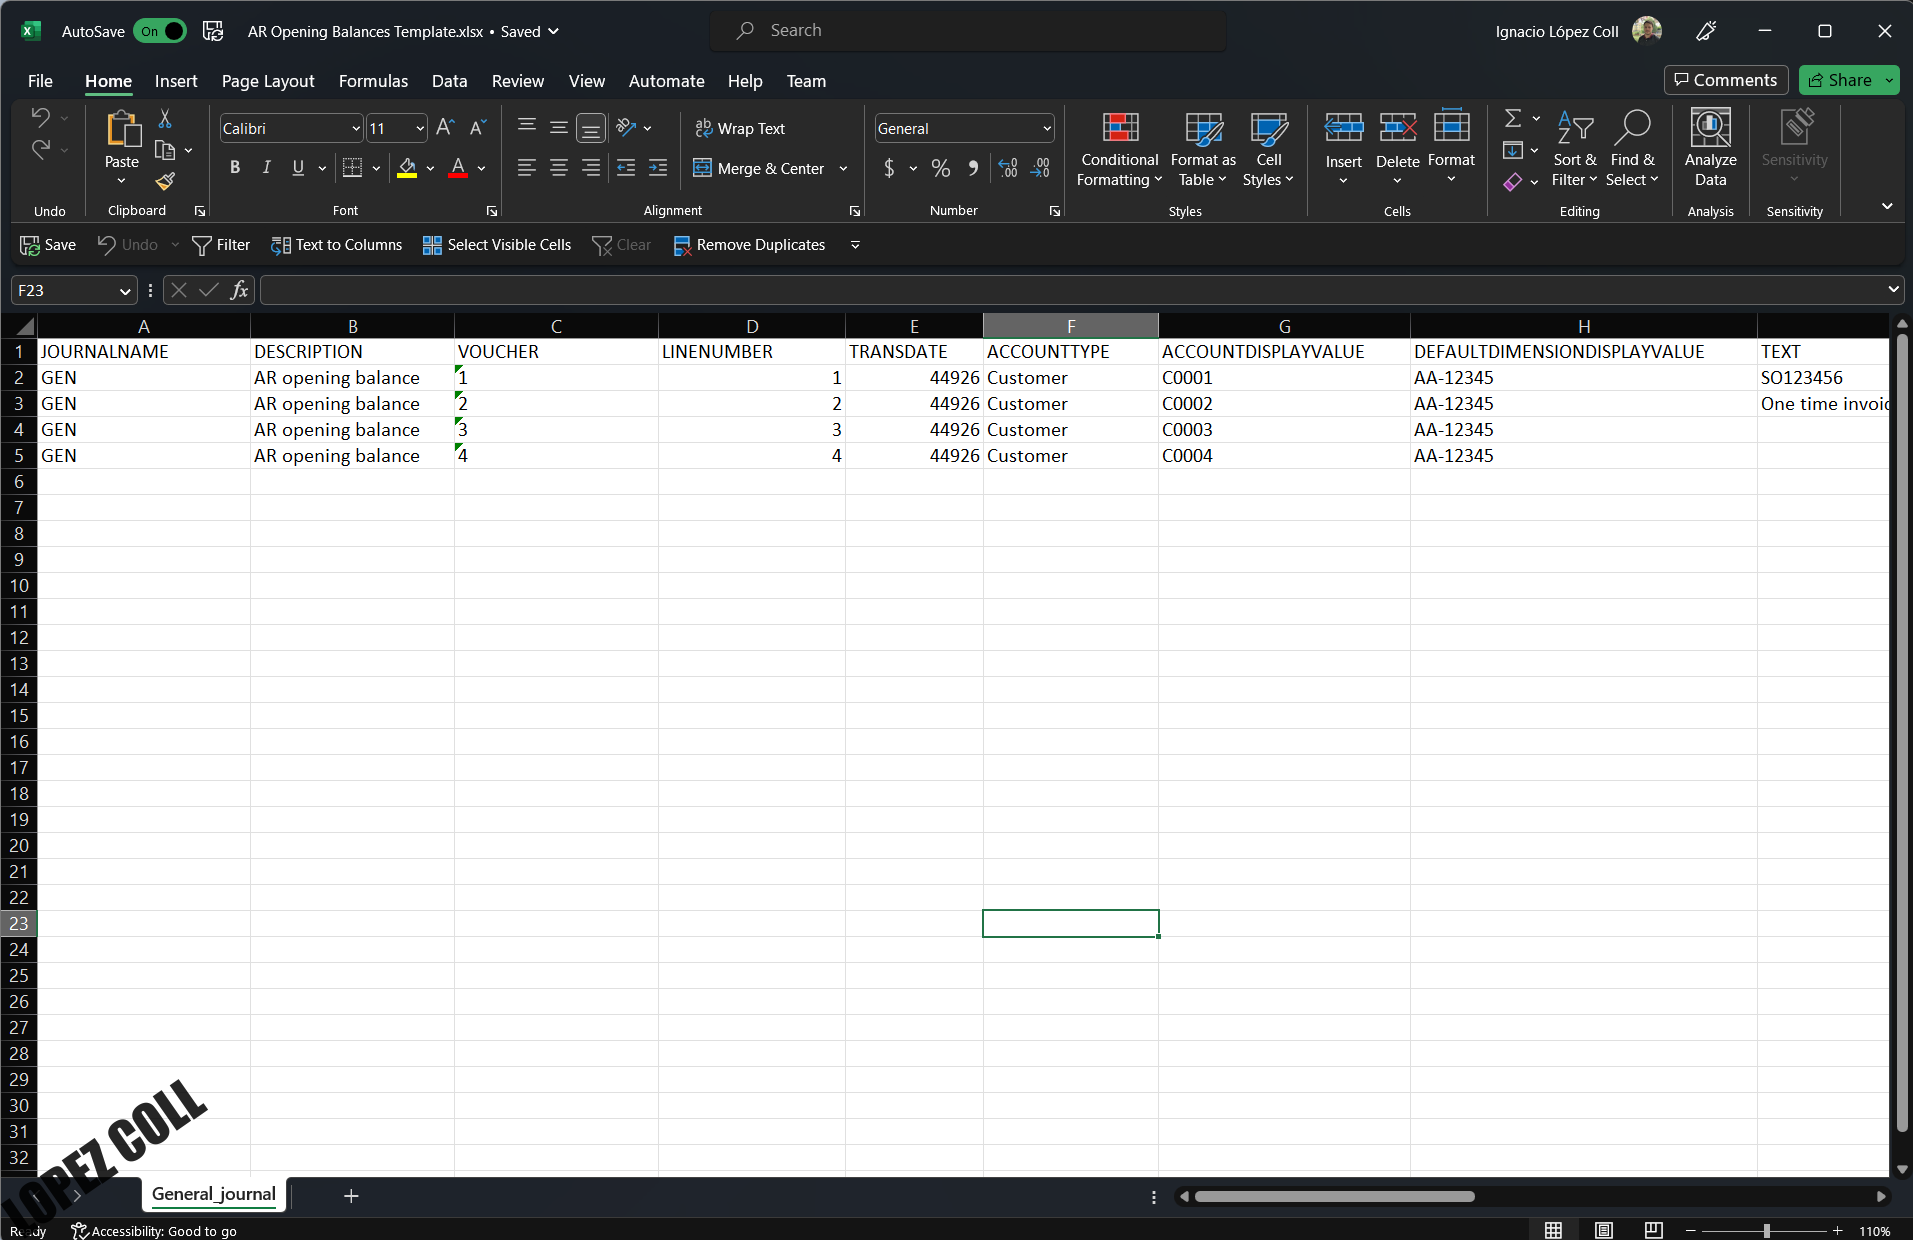 AutoSave On AR Opening Balances Template.xlsx • Saved Search Ignacio López Coll
File Home Insert Page Layout Formulas Data Review View Automate Help Team Comments Share
Paste Calibri 11 Wrap Text General Conditional Formatting Format as Table Cell Styles Insert Delete Format Sort & Filter Find & Select Analyze Data Sensitivity
B I U A Merge & Center $ % 9
Undo Clipboard Font Alignment Number Styles Cells Editing Analysis Sensitivity
Save Undo Filter Text to Columns Select Visible Cells Clear Remove Duplicates
F23 fx
A B C D E F G H
1 JOURNALNAME DESCRIPTION VOUCHER LINENUMBER TRANSDATE ACCOUNTTYPE ACCOUNTDISPLAYVALUE DEFAULTDIMENSIONDISPLAYVALUE TEXT
2 GEN AR opening balance 1 1 44926 Customer C0001 AA-12345 SO123456
3 GEN AR opening balance 2 2 44926 Customer C0002 AA-12345 One time invoic
4 GEN AR opening balance 3 3 44926 Customer C0003 AA-12345
5 GEN AR opening balance 4 4 44926 Customer C0004 AA-12345
6
7
8
9
10
11
12
13
14
15
16
17
18
19
20
21
22
23
24
25
26
27
28
29
30
31
32
LOPEZ COLL
General_journal +
Ready Accessibility: Good to go 110%